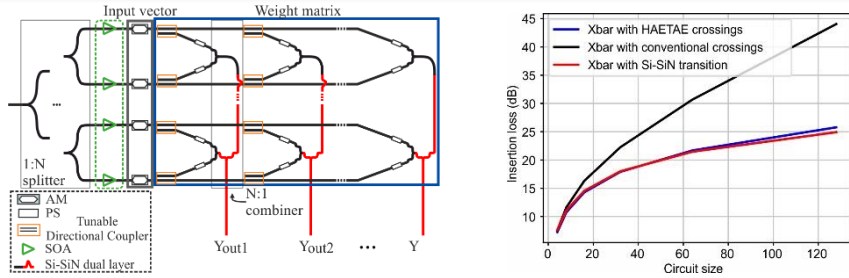 Input vector
Weight matrix
...
1:N
splitter
N:1
combiner
AM
PS
Tunable
Directional Coupler
SOA
Si-SiN dual layer
Yout1
Yout2
...
Y
Xbar with HAETAE crossings
Xbar with conventional crossings
Xbar with Si-SiN transition
Insertion loss (dB)
45
40
35
30
25
20
15
10
0
20
40
60
80
100
120
Circuit size